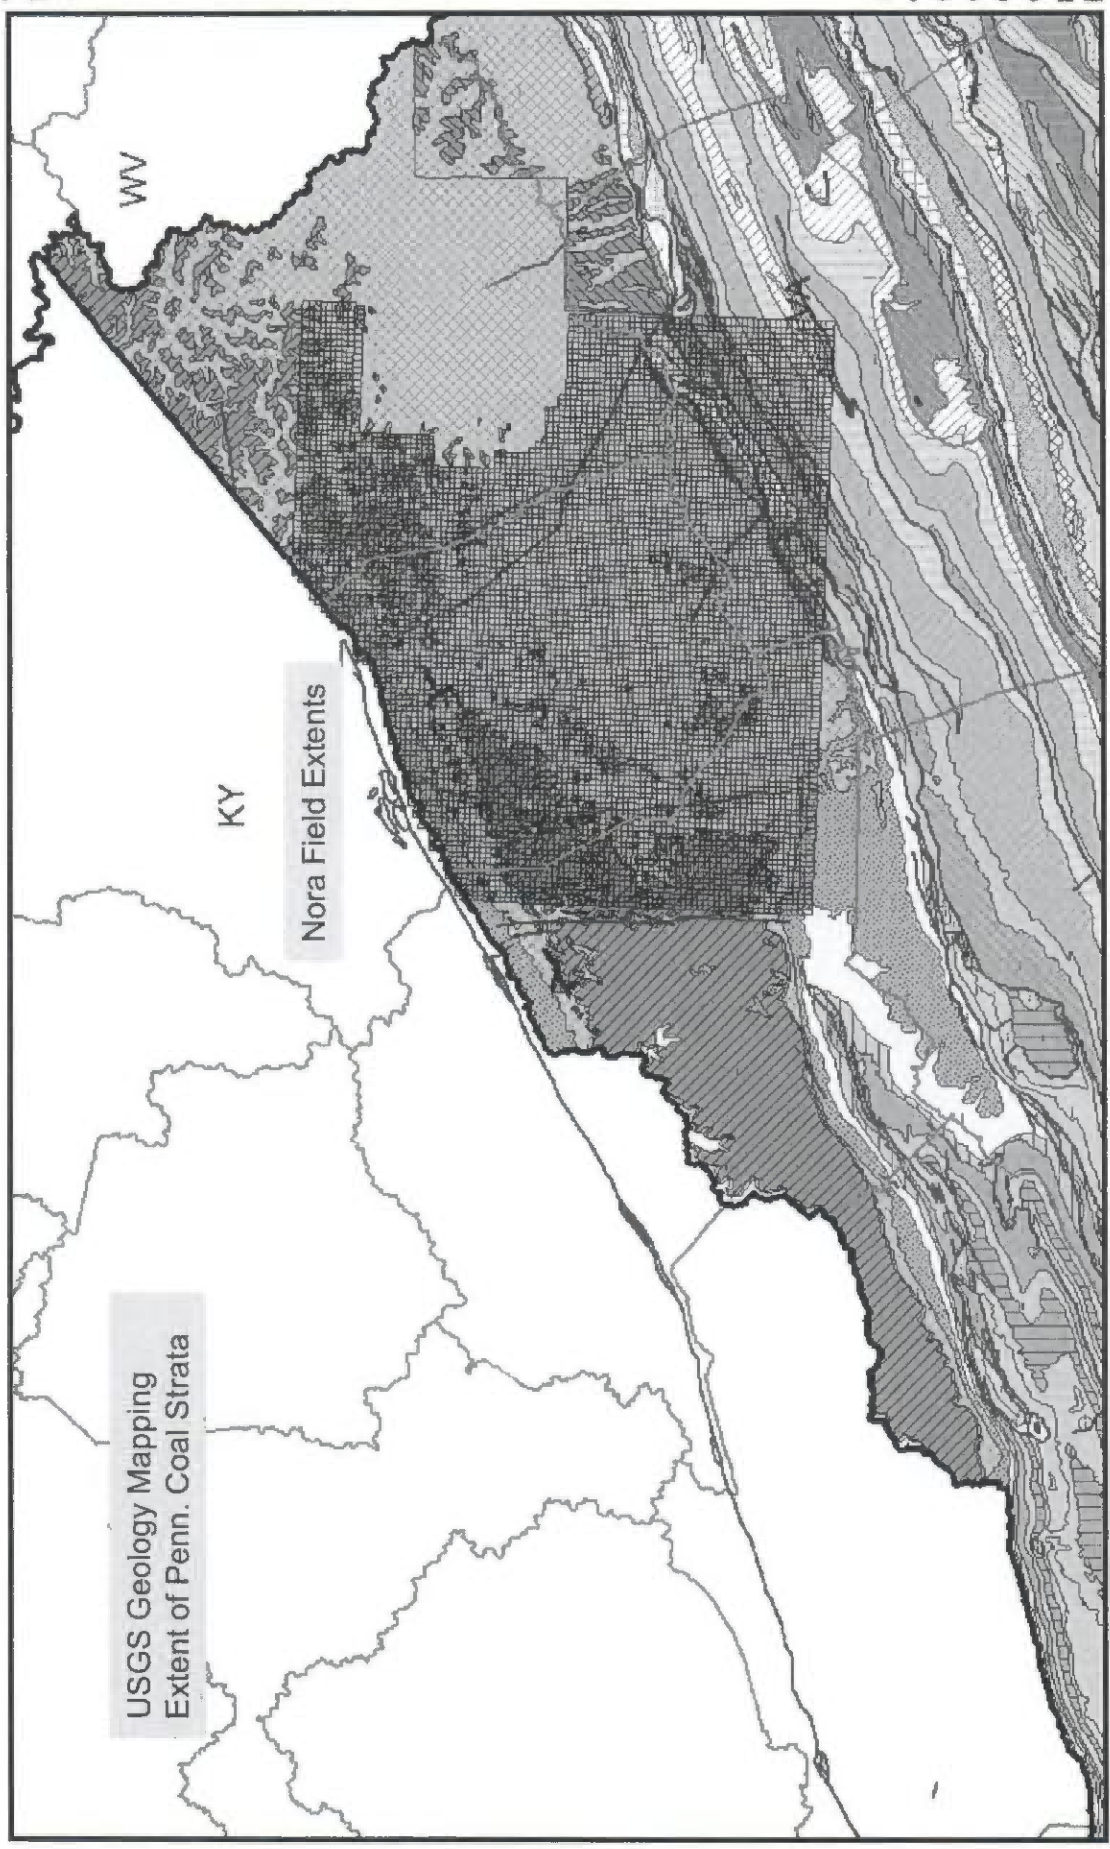 USGS Geology Mapping
Extent of Penn. Coal Strata
Nora Field Extents
KY
WV